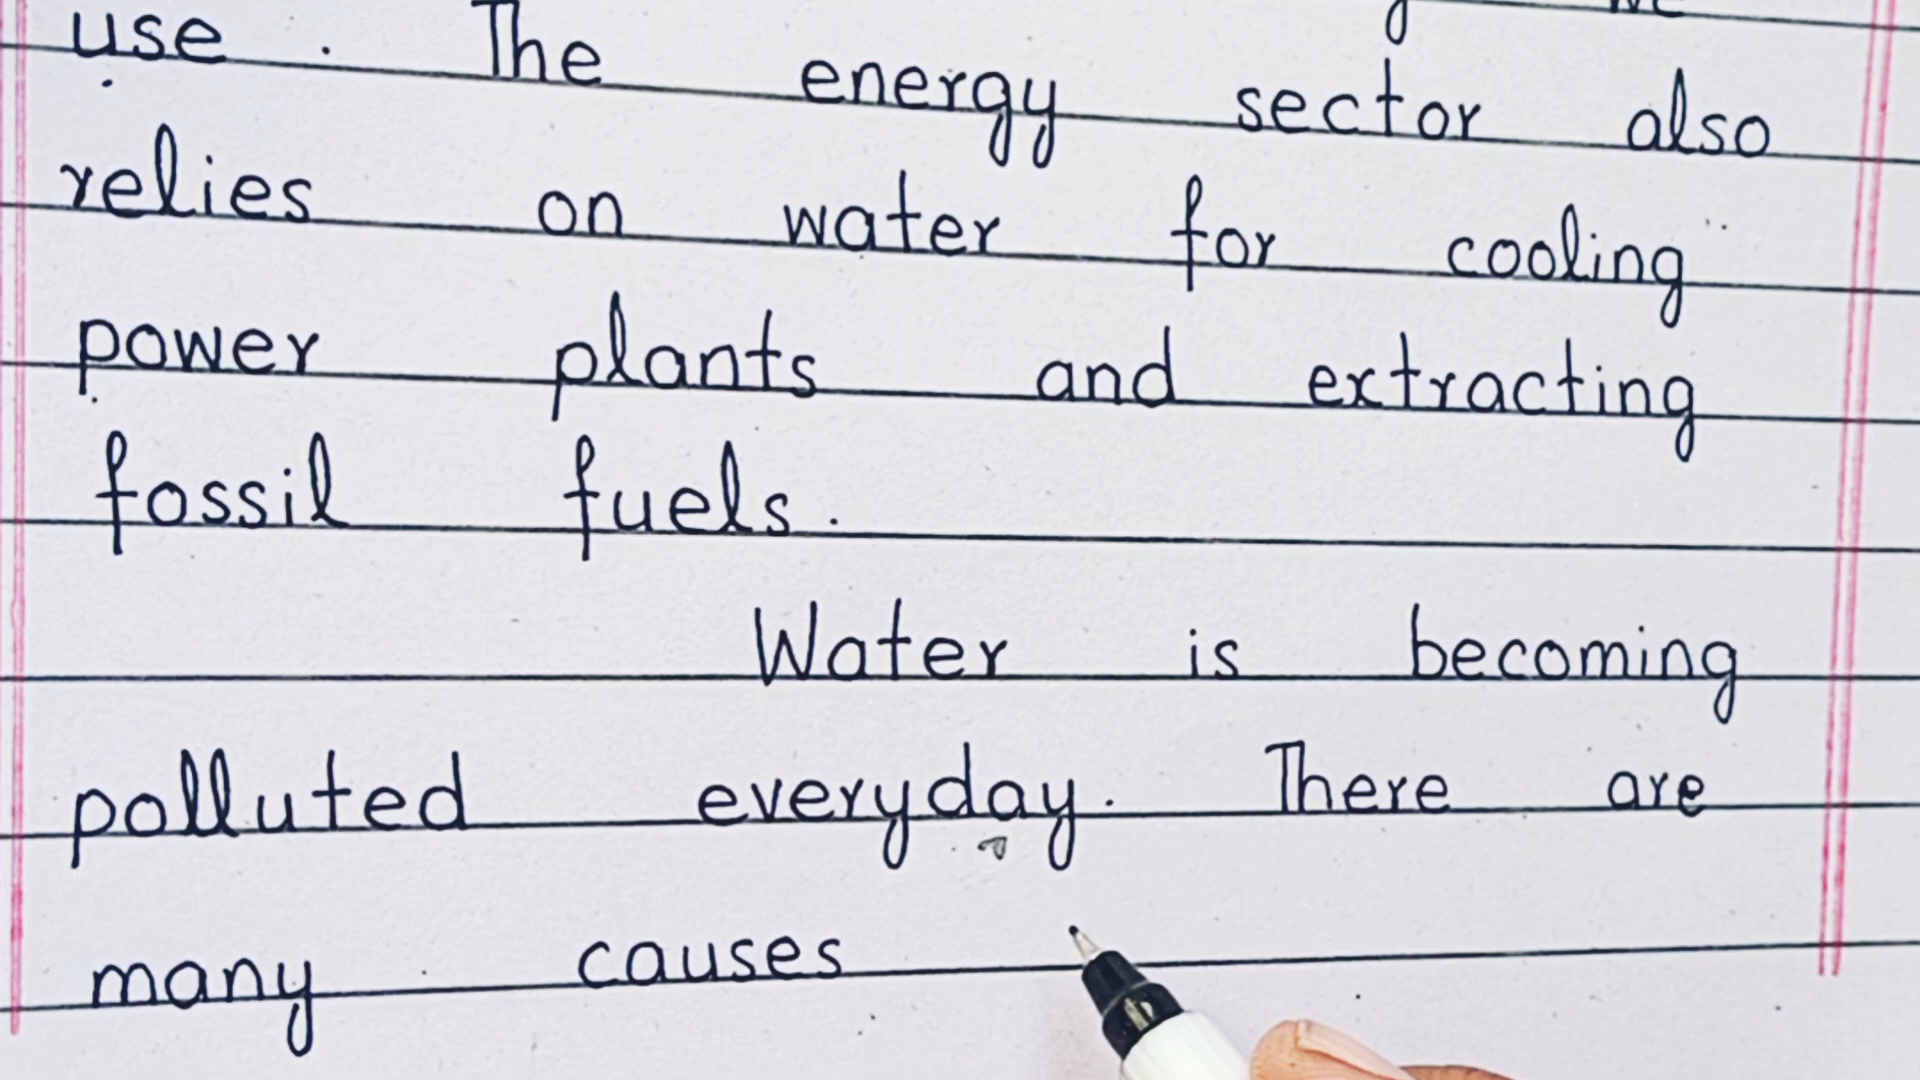 we
use. The energy sector also
relies on water for cooling
power plants and extracting
fossil fuels.
Water is becoming
polluted everyday. There are
many causes